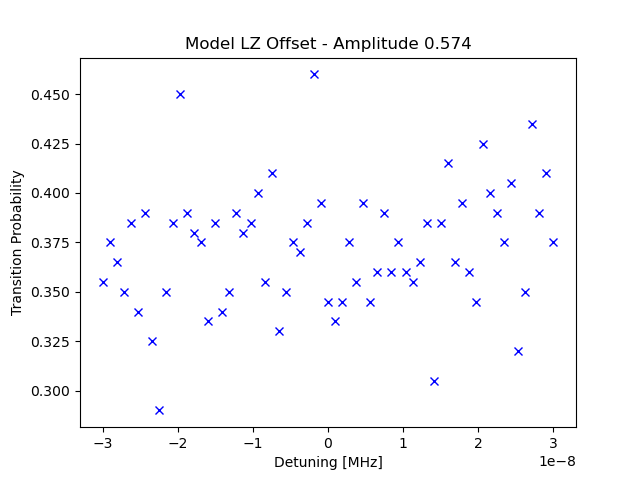 Model LZ Offset - Amplitude 0.574
Transition Probability
0.450
0.425
0.400
0.375
0.350
0.325
0.300
−3 −2 −1 0 1 2 3
1e−8
Detuning [MHz]